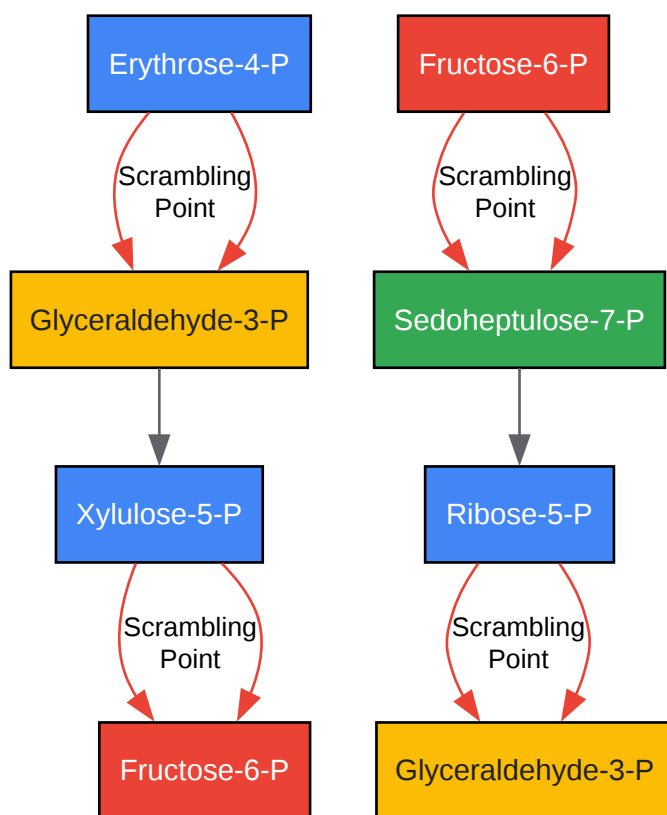 Erythrose-4-P
Fructose-6-P
Scrambling
Point
Scrambling
Point
Glyceraldehyde-3-P
Sedoheptulose-7-P
Xylulose-5-P
Ribose-5-P
Scrambling
Point
Scrambling
Point
Fructose-6-P
Glyceraldehyde-3-P